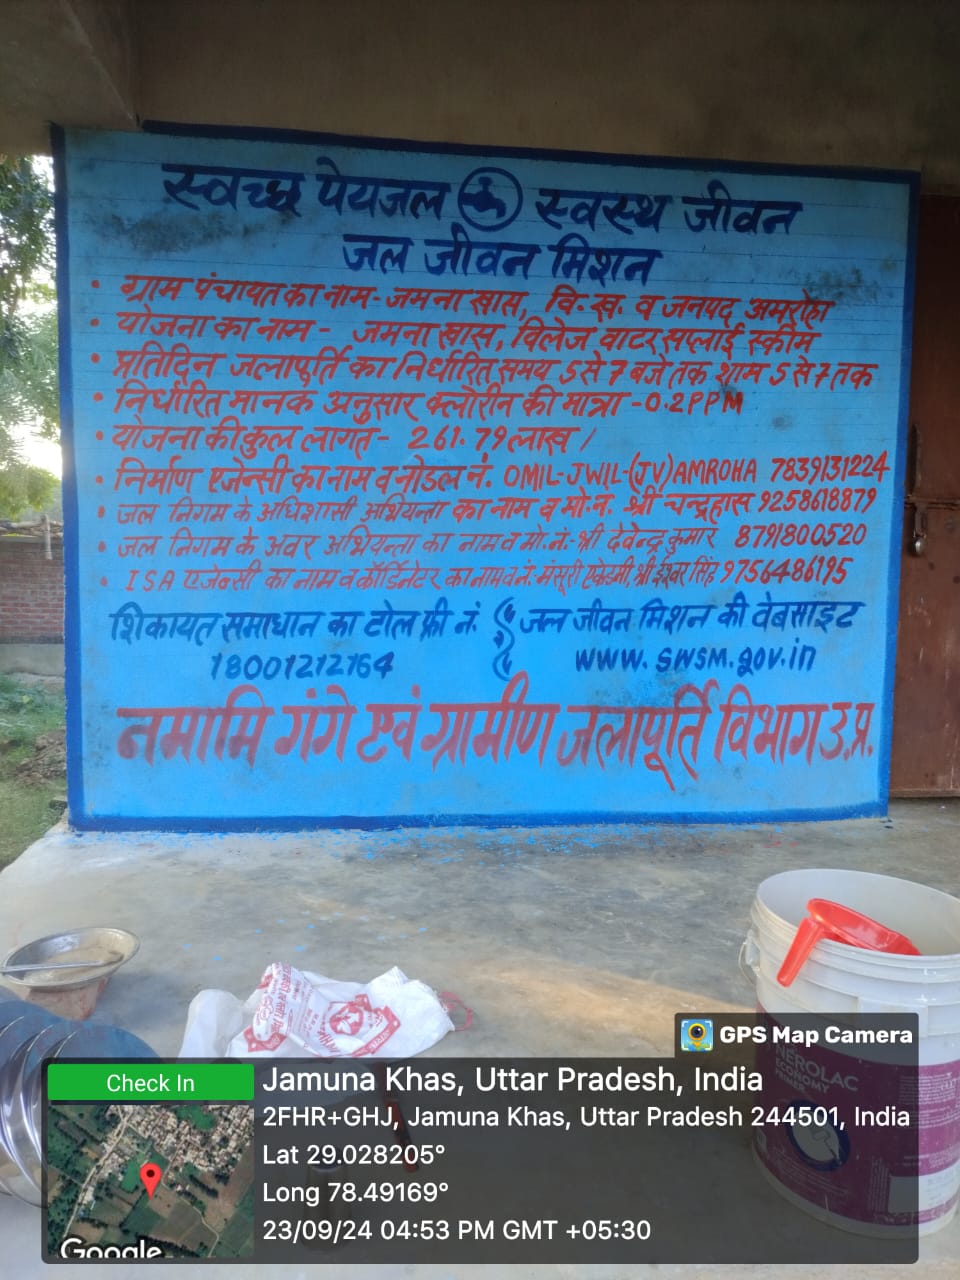 स्वच्छ पेयजल स्वस्थ जीवन
जल जीवन मिशन
• ग्राम पंचायत का नाम- जमना खास, वि. ख. व जनपद अमरोहा
• योजना का नाम - जमना खास, विलेज वाटर सप्लाई स्कीम
• प्रतिदिन जलापूर्ति का निर्धारित समय 5 से 7 बजे तक शाम 5 से 7 तक
• निर्धारित मानक अनुसार क्लोरीन की मात्रा -0.2PPM
• योजना की कुल लागत- 261.79 लाख /
• निर्माण एजेन्सी का नाम व नोडल नं. OMIL-JWIL-(JV)AMROHA 7839131224
• जल निगम के अधिशासी अभियन्ता का नाम व मो.नं. श्री चन्द्रहास 9258618879
• जल निगम के अवर अभियन्ता का नाम व मो.नं:- श्री देवेन्द्र कुमार 8791800520
• ISA एजेन्सी का नाम व कॉर्डिनेटर का नाम व नं: मंसूरी एकेडमी, श्री ईश्वर सिंह 9756486195
शिकायत समाधान का टोल फ्री नं. जल जीवन मिशन की वेबसाइट
18001212164 www.swsm.gov.in
नमामि गंगे एवं ग्रामीण जलापूर्ति विभाग उ.प्र.
NEROLAC
ECONOMY
PRIMER
GPS Map Camera
Check In
Jamuna Khas, Uttar Pradesh, India
2FHR+GHJ, Jamuna Khas, Uttar Pradesh 244501, India
Lat 29.028205°
Long 78.49169°
23/09/24 04:53 PM GMT +05:30
Google